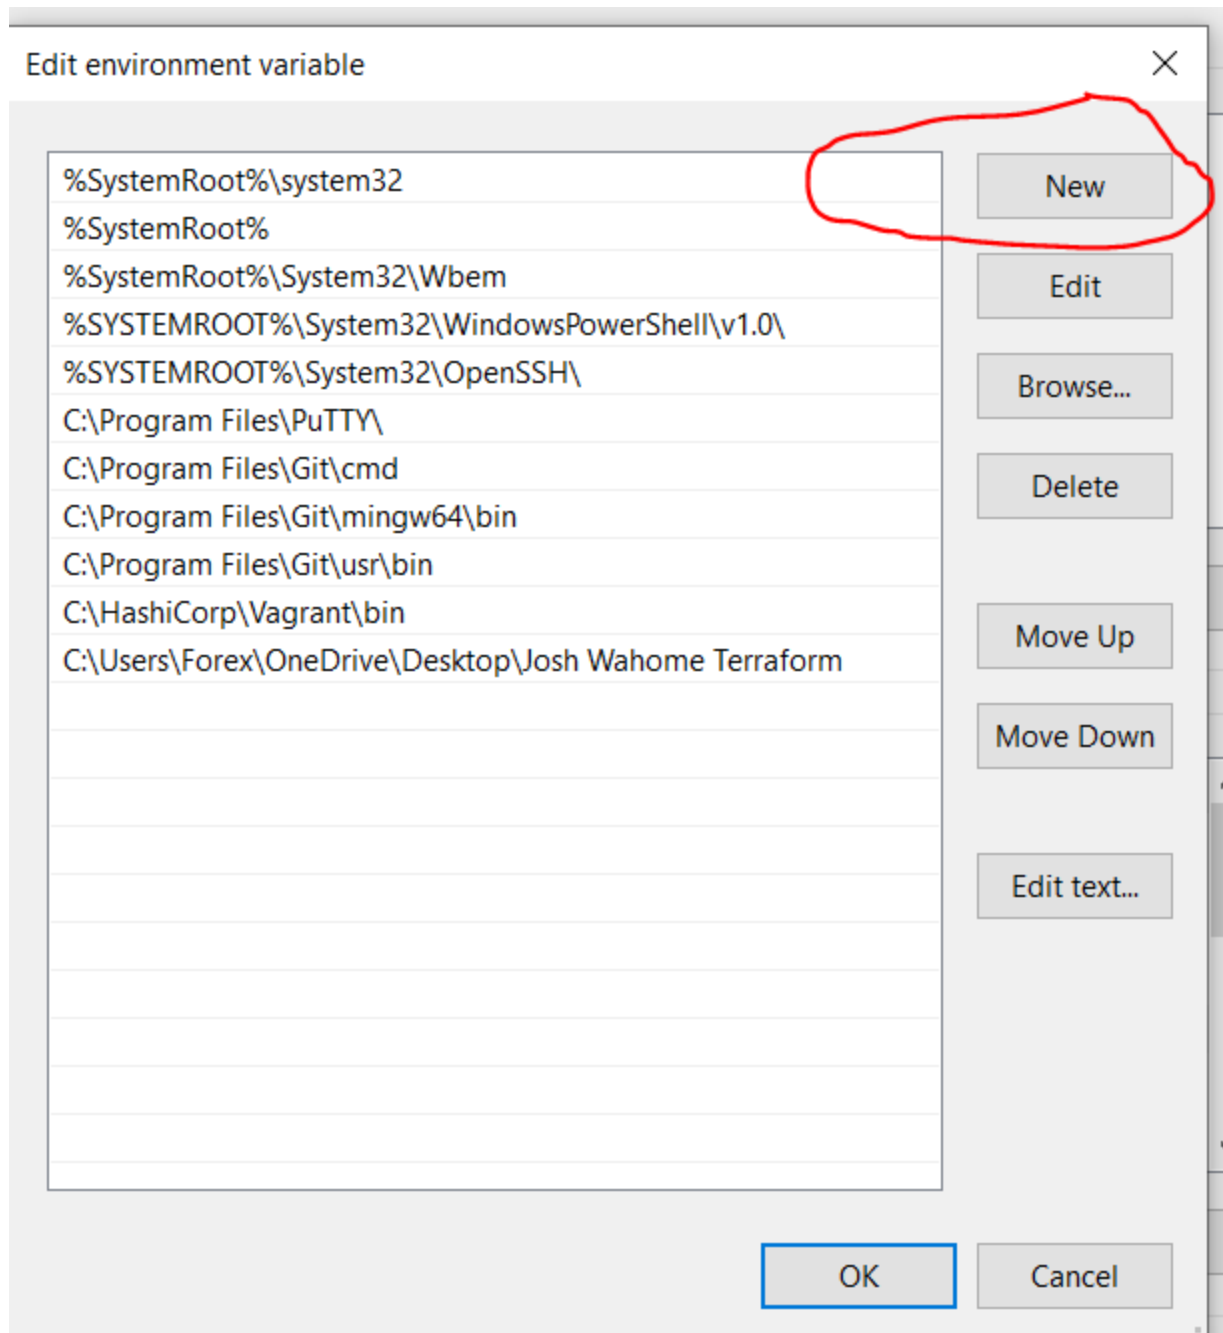 Edit environment variable
%SystemRoot%\system32
%SystemRoot%
%SystemRoot%\System32\Wbem
%SYSTEMROOT%\System32\WindowsPowerShell\v1.0\
%SYSTEMROOT%\System32\OpenSSH\
C:\Program Files\PuTTY\
C:\Program Files\Git\cmd
C:\Program Files\Git\mingw64\bin
C:\Program Files\Git\usr\bin
C:\HashiCorp\Vagrant\bin
C:\Users\Forex\OneDrive\Desktop\Josh Wahome Terraform
New
Edit
Browse...
Delete
Move Up
Move Down
Edit text...
OK
Cancel